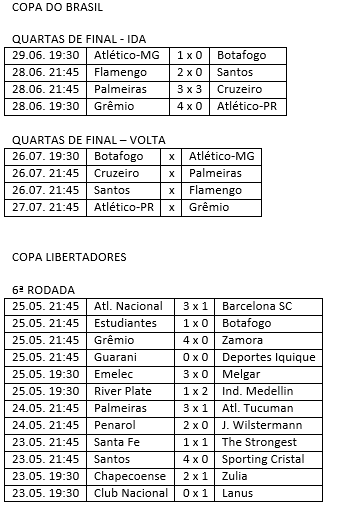 COPA DO BRASIL
QUARTAS DE FINAL - IDA
29.06. 19:30 Atlético-MG 1 x 0 Botafogo
28.06. 21:45 Flamengo 2 x 0 Santos
28.06. 21:45 Palmeiras 3 x 3 Cruzeiro
28.06. 19:30 Grêmio 4 x 0 Atlético-PR
QUARTAS DE FINAL – VOLTA
26.07. 19:30 Botafogo x Atlético-MG
26.07. 21:45 Cruzeiro x Palmeiras
26.07. 21:45 Santos x Flamengo
27.07. 21:45 Atlético-PR x Grêmio
COPA LIBERTADORES
6ª RODADA
25.05. 21:45 Atl. Nacional 3 x 1 Barcelona SC
25.05. 21:45 Estudiantes 1 x 0 Botafogo
25.05. 21:45 Grêmio 4 x 0 Zamora
25.05. 21:45 Guarani 0 x 0 Deportes Iquique
25.05. 19:30 Emelec 3 x 0 Melgar
25.05. 19:30 River Plate 1 x 2 Ind. Medellin
24.05. 21:45 Palmeiras 3 x 1 Atl. Tucuman
24.05. 21:45 Penarol 2 x 0 J. Wilstermann
23.05. 21:45 Santa Fe 1 x 1 The Strongest
23.05. 21:45 Santos 4 x 0 Sporting Cristal
23.05. 19:30 Chapecoense 2 x 1 Zulia
23.05. 19:30 Club Nacional 0 x 1 Lanus